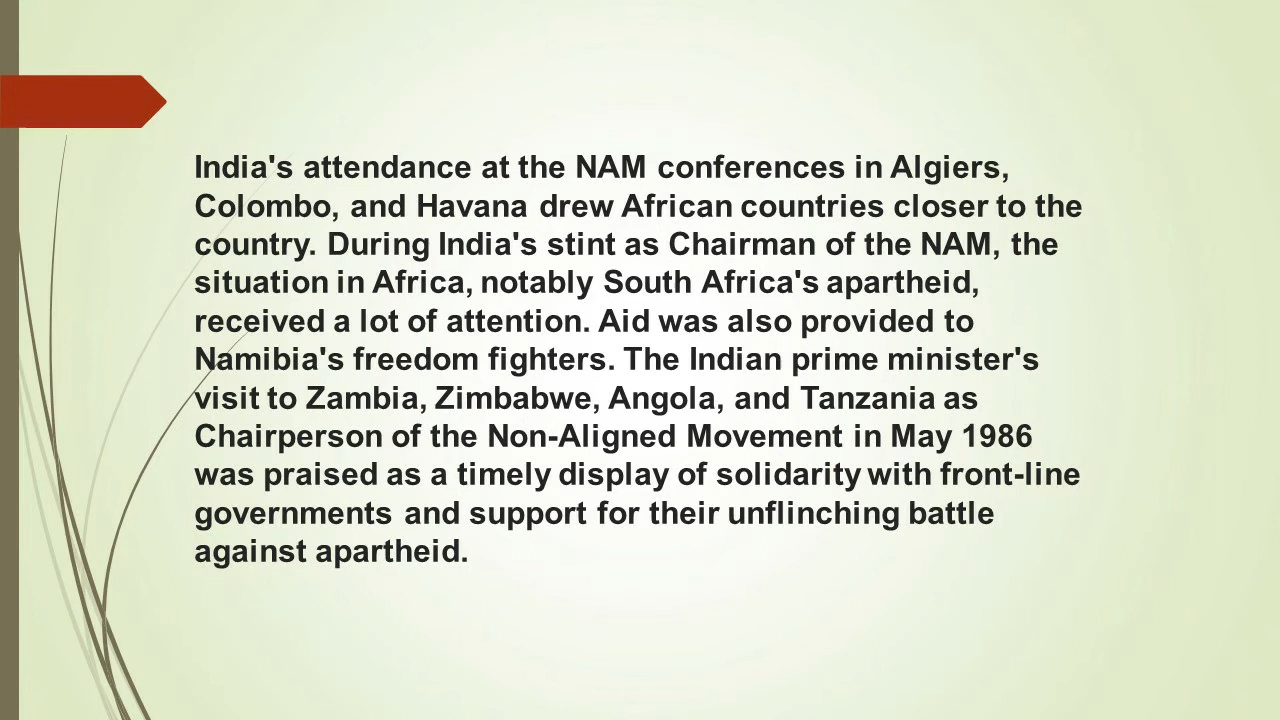 India's attendance at the NAM conferences in Algiers,
Colombo, and Havana drew African countries closer to the
country. During India's stint as Chairman of the NAM, the
situation in Africa, notably South Africa's apartheid,
received a lot of attention. Aid was also provided to
Namibia's freedom fighters. The Indian prime minister's
visit to Zambia, Zimbabwe, Angola, and Tanzania as
Chairperson of the Non-Aligned Movement in May 1986
was praised as a timely display of solidarity with front-line
governments and support for their unflinching battle
against apartheid.